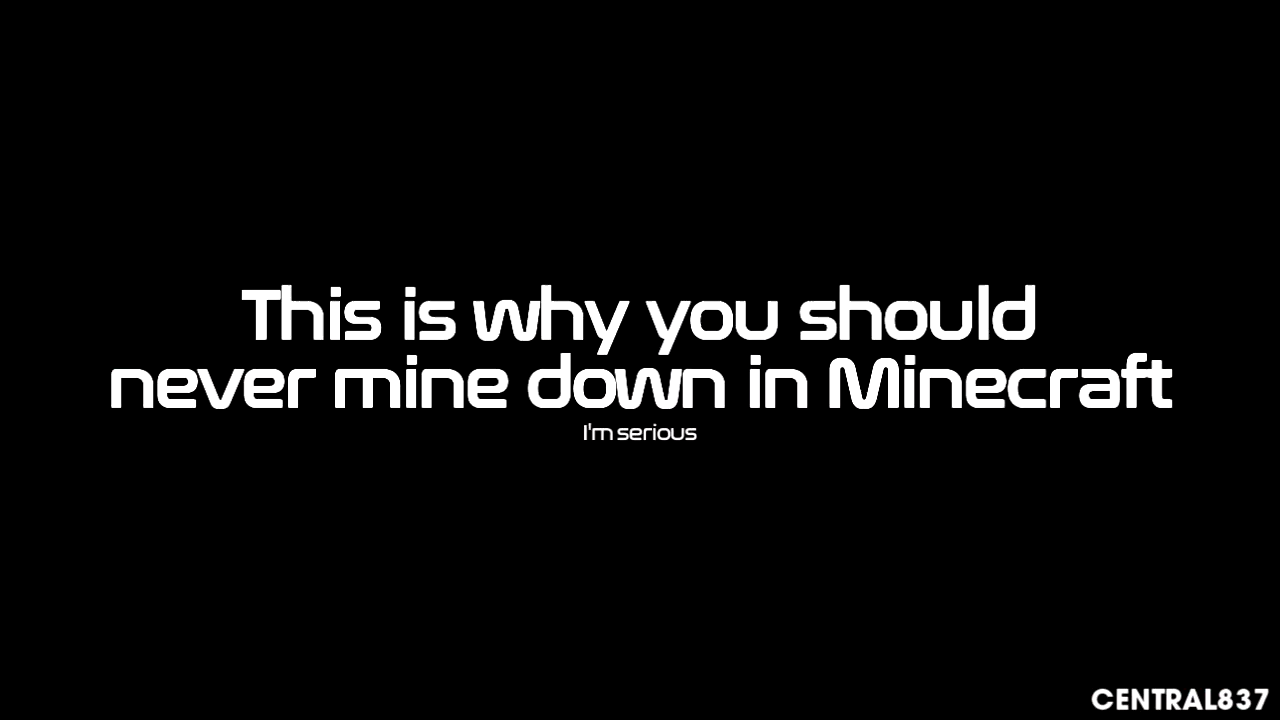 This is why you should
never mine down in Minecraft
I'm serious
CENTRAL837